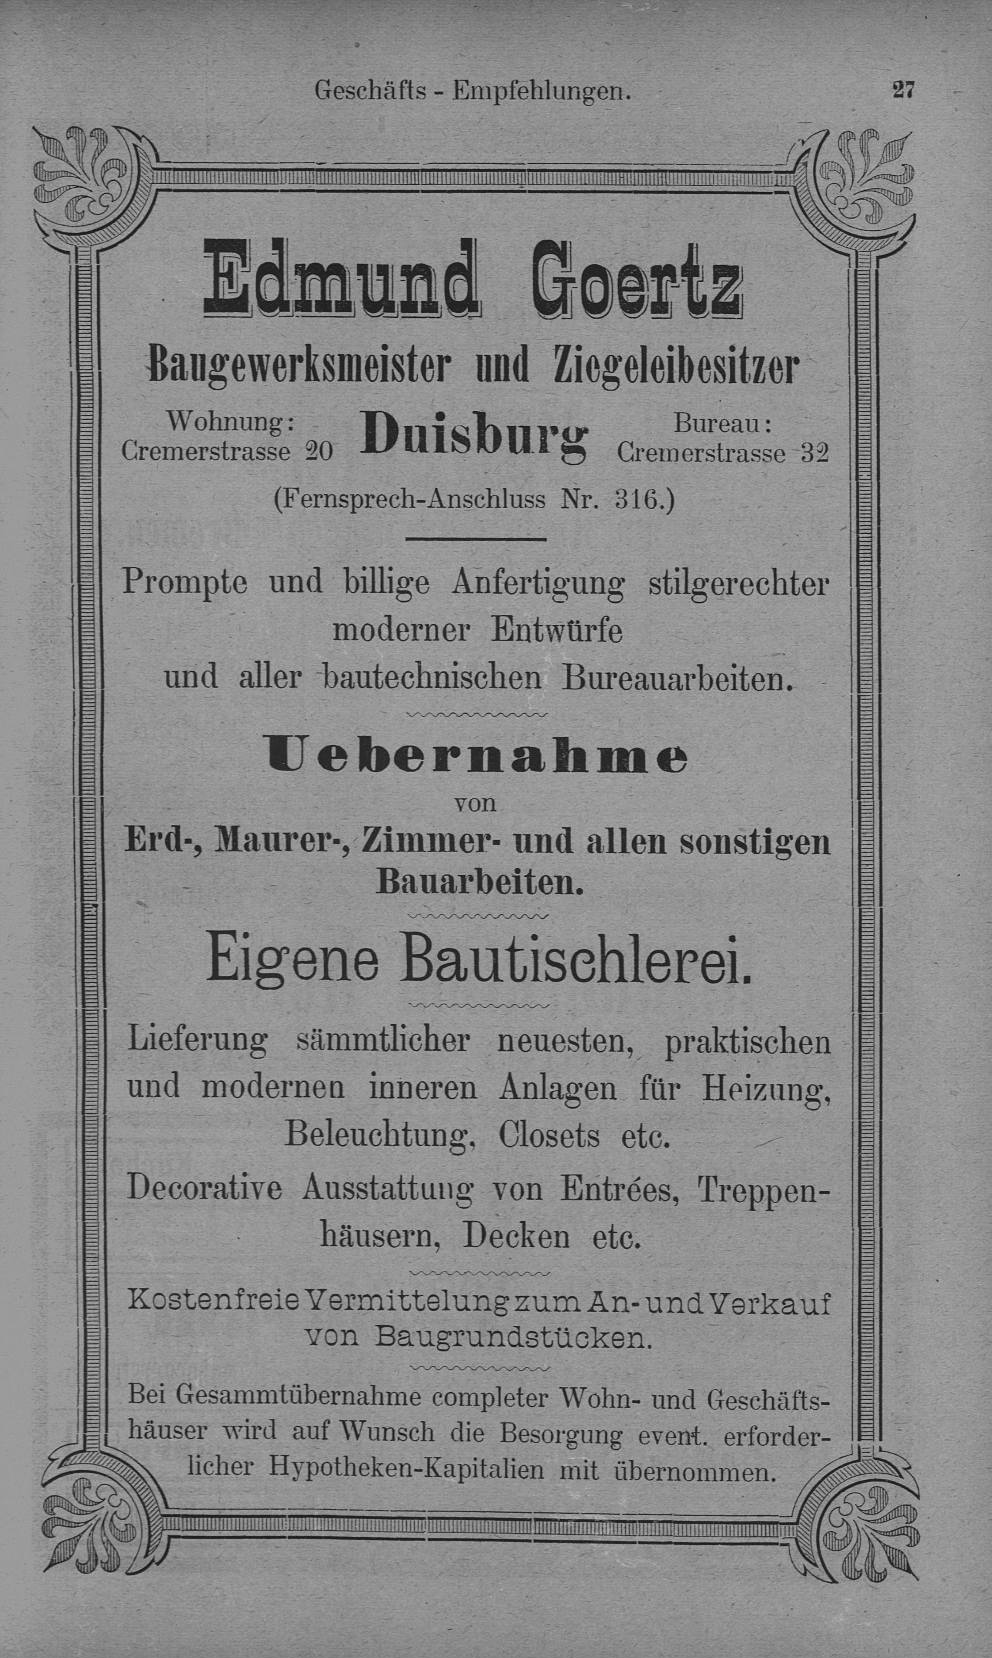 Geschäfts - Empfehlungen.
27
Edmund Goertz
Baugewerksmeister und Ziegeleibesitzer
Wohnung:
Cremerstrasse 20
Duisburg
Bureau:
Cremerstrasse 32
(Fernsprech-Anschluss Nr. 316.)
Prompte und billige Anfertigung stilgerechter
moderner Entwürfe
und aller bautechnischen Bureauarbeiten.
Uebernahme
von
Erd-, Maurer-, Zimmer- und allen sonstigen
Bauarbeiten.
Eigene Bautischlerei.
Lieferung sämmtlicher neuesten, praktischen
und modernen inneren Anlagen für Heizung,
Beleuchtung, Closets etc.
Decorative Ausstattung von Entrées, Treppen-
häusern, Decken etc.
Kostenfreie Vermittelung zum An- und Verkauf
von Baugrundstücken.
Bei Gesammtübernahme completer Wohn- und Geschäfts-
häuser wird auf Wunsch die Besorgung event. erforder-
licher Hypotheken-Kapitalien mit übernommen.